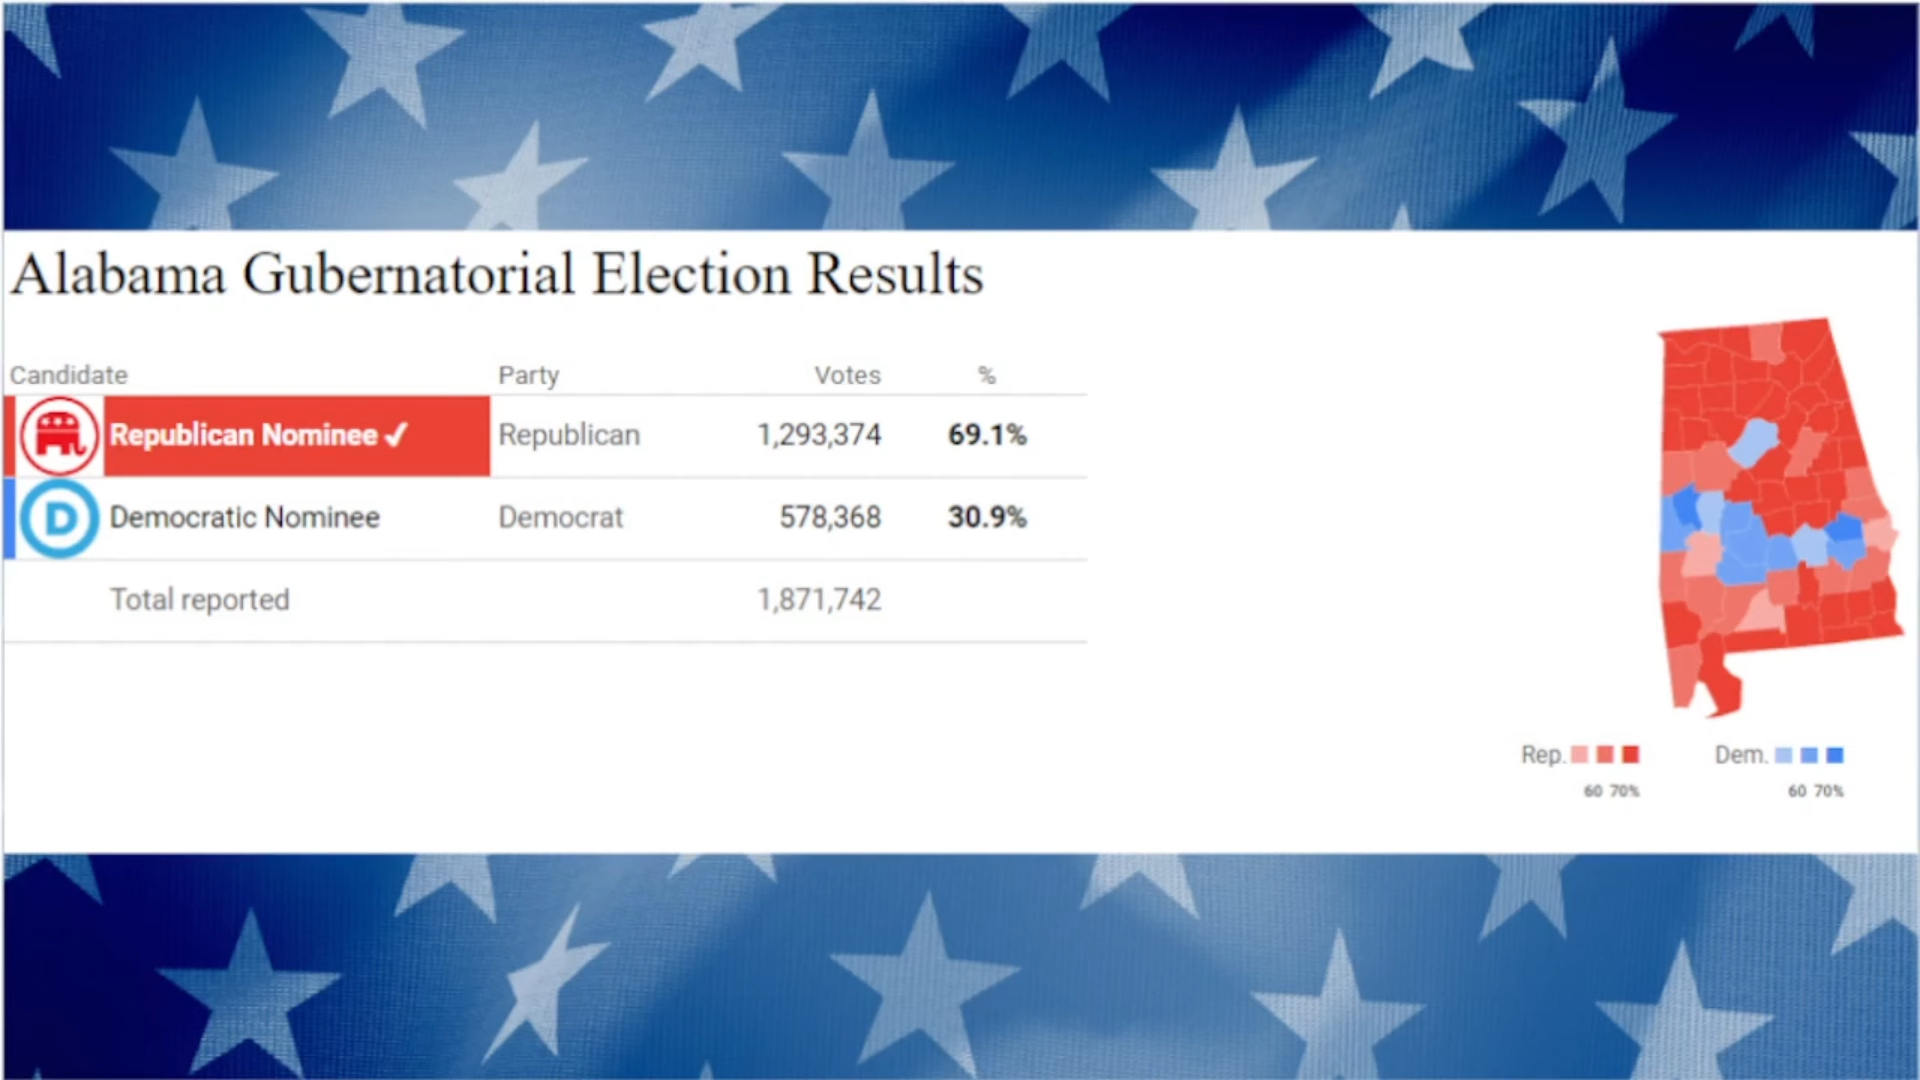 Alabama Gubernatorial Election Results
Candidate Party Votes %
Republican Nominee ✓ Republican 1,293,374 69.1%
D Democratic Nominee Democrat 578,368 30.9%
Total reported 1,871,742
Rep. Dem.
60 70% 60 70%